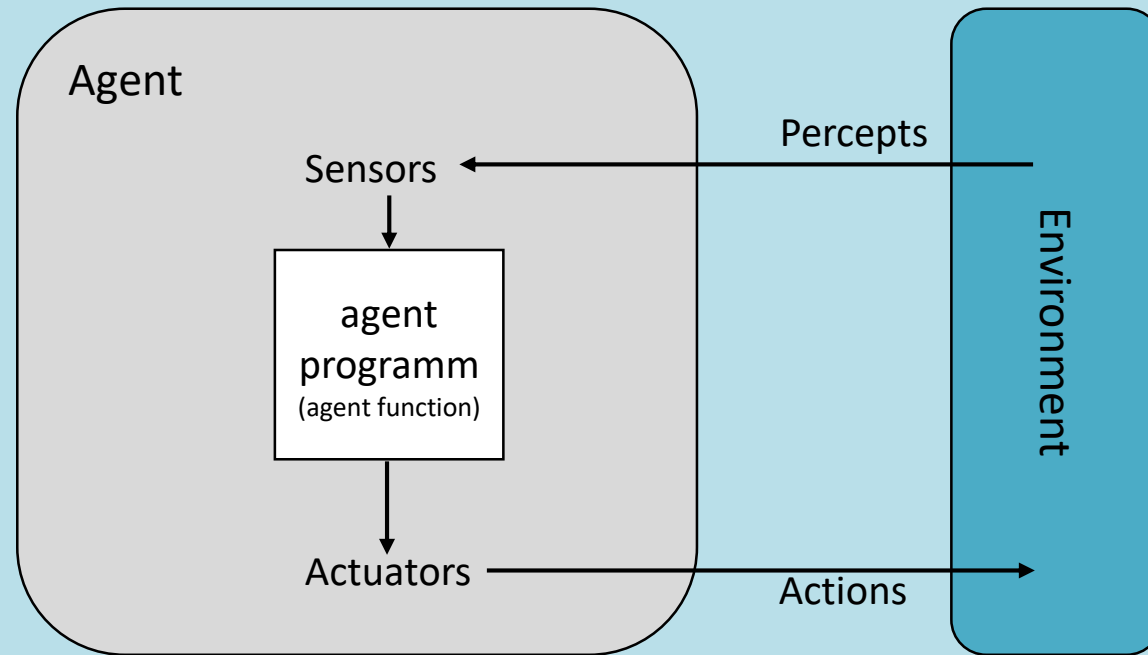 Agent
Percepts
Sensors
agent
programm
(agent function)
Environment
Actuators
Actions